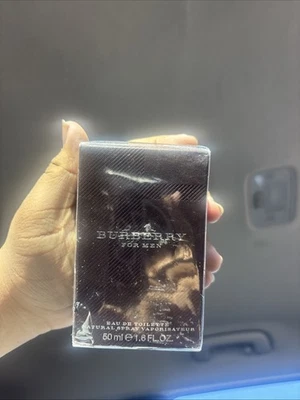 BURBERRY
FOR MEN
EAU DE TOILETTE
NATURAL SPRAY VAPORISATEUR
50 ml ℮ 1.6 FL.OZ.